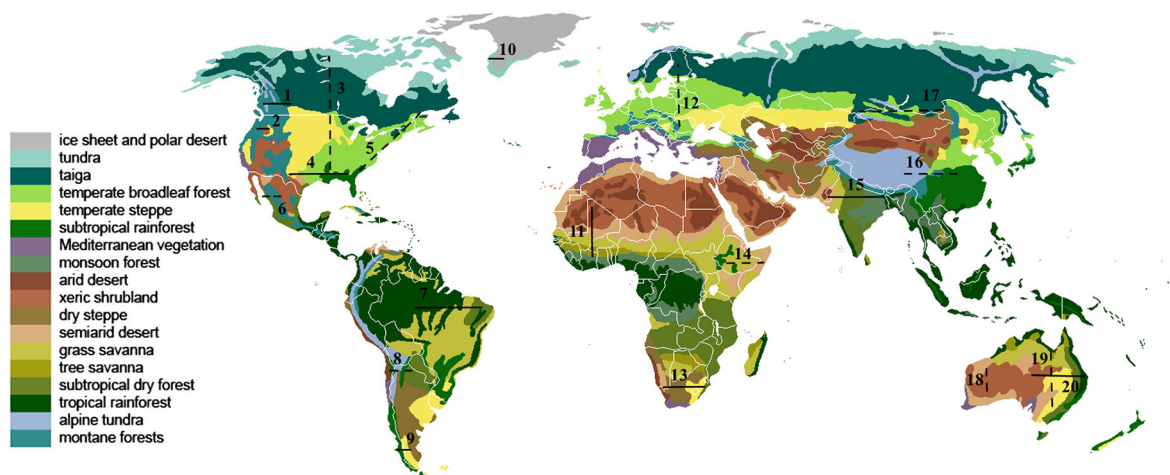 10
1
3
2
12
17
5
4
16
15
6
11
14
7
8
13
18
19
20
9
ice sheet and polar desert
tundra
taiga
temperate broadleaf forest
temperate steppe
subtropical rainforest
Mediterranean vegetation
monsoon forest
arid desert
xeric shrubland
dry steppe
semiarid desert
grass savanna
tree savanna
subtropical dry forest
tropical rainforest
alpine tundra
montane forests